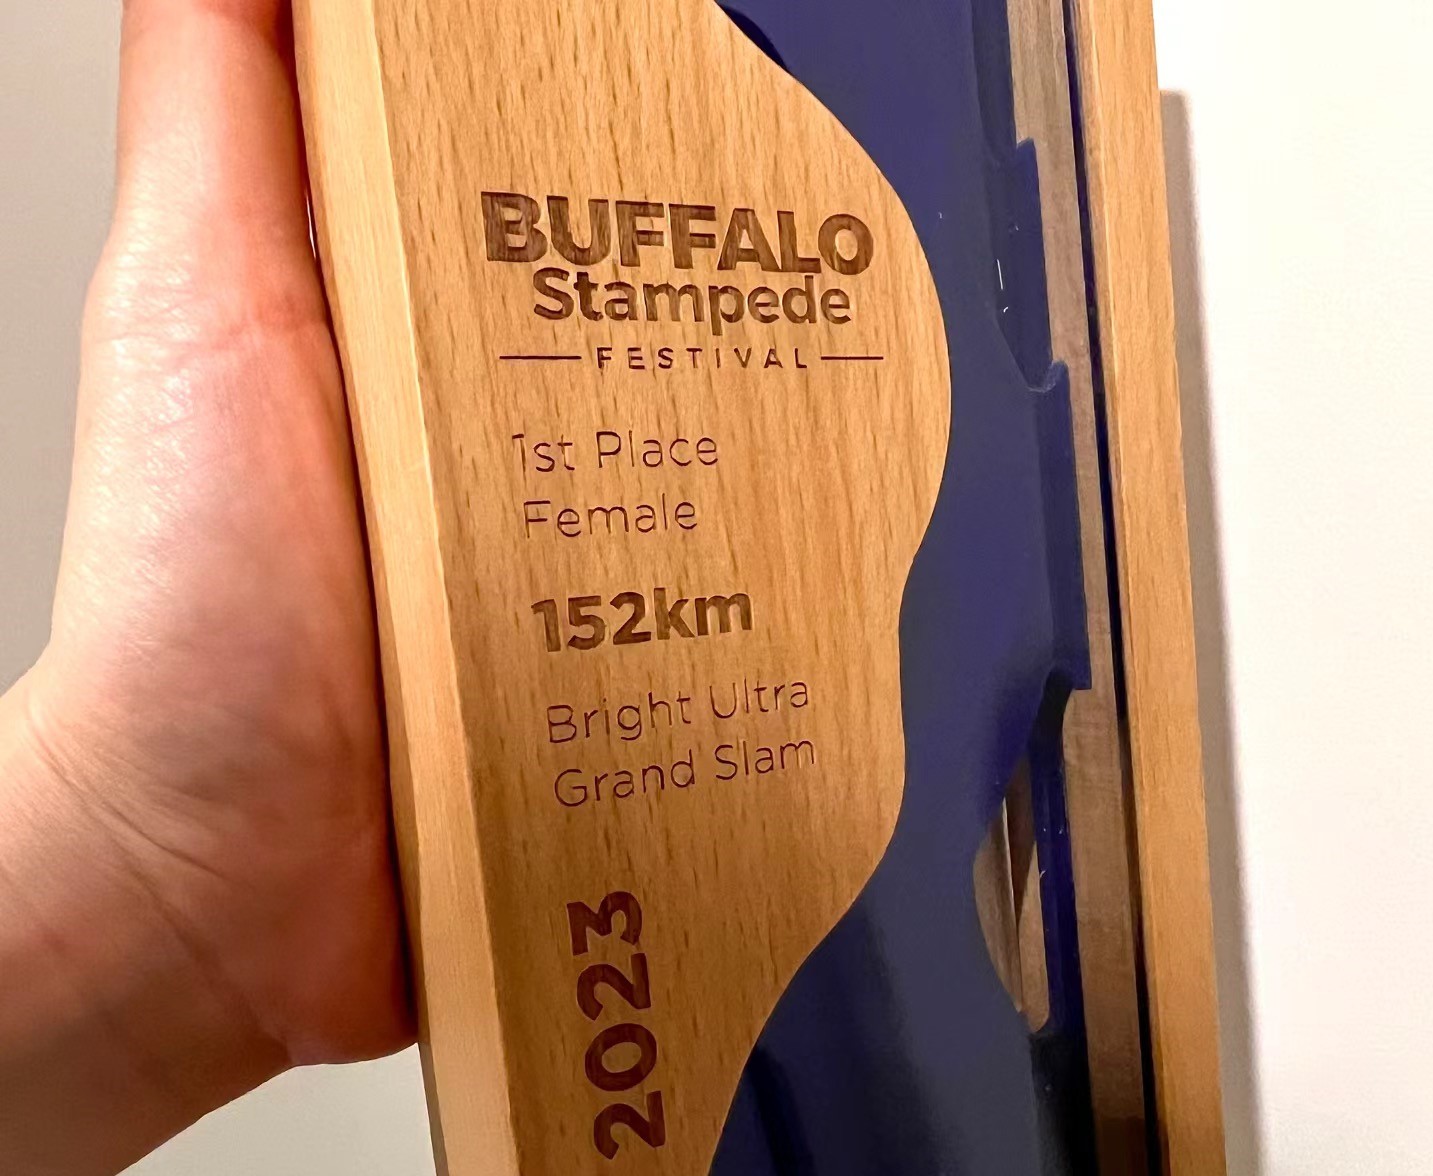 BUFFALO
Stampede
FESTIVAL
1st Place
Female
152km
Bright Ultra
Grand Slam
2023